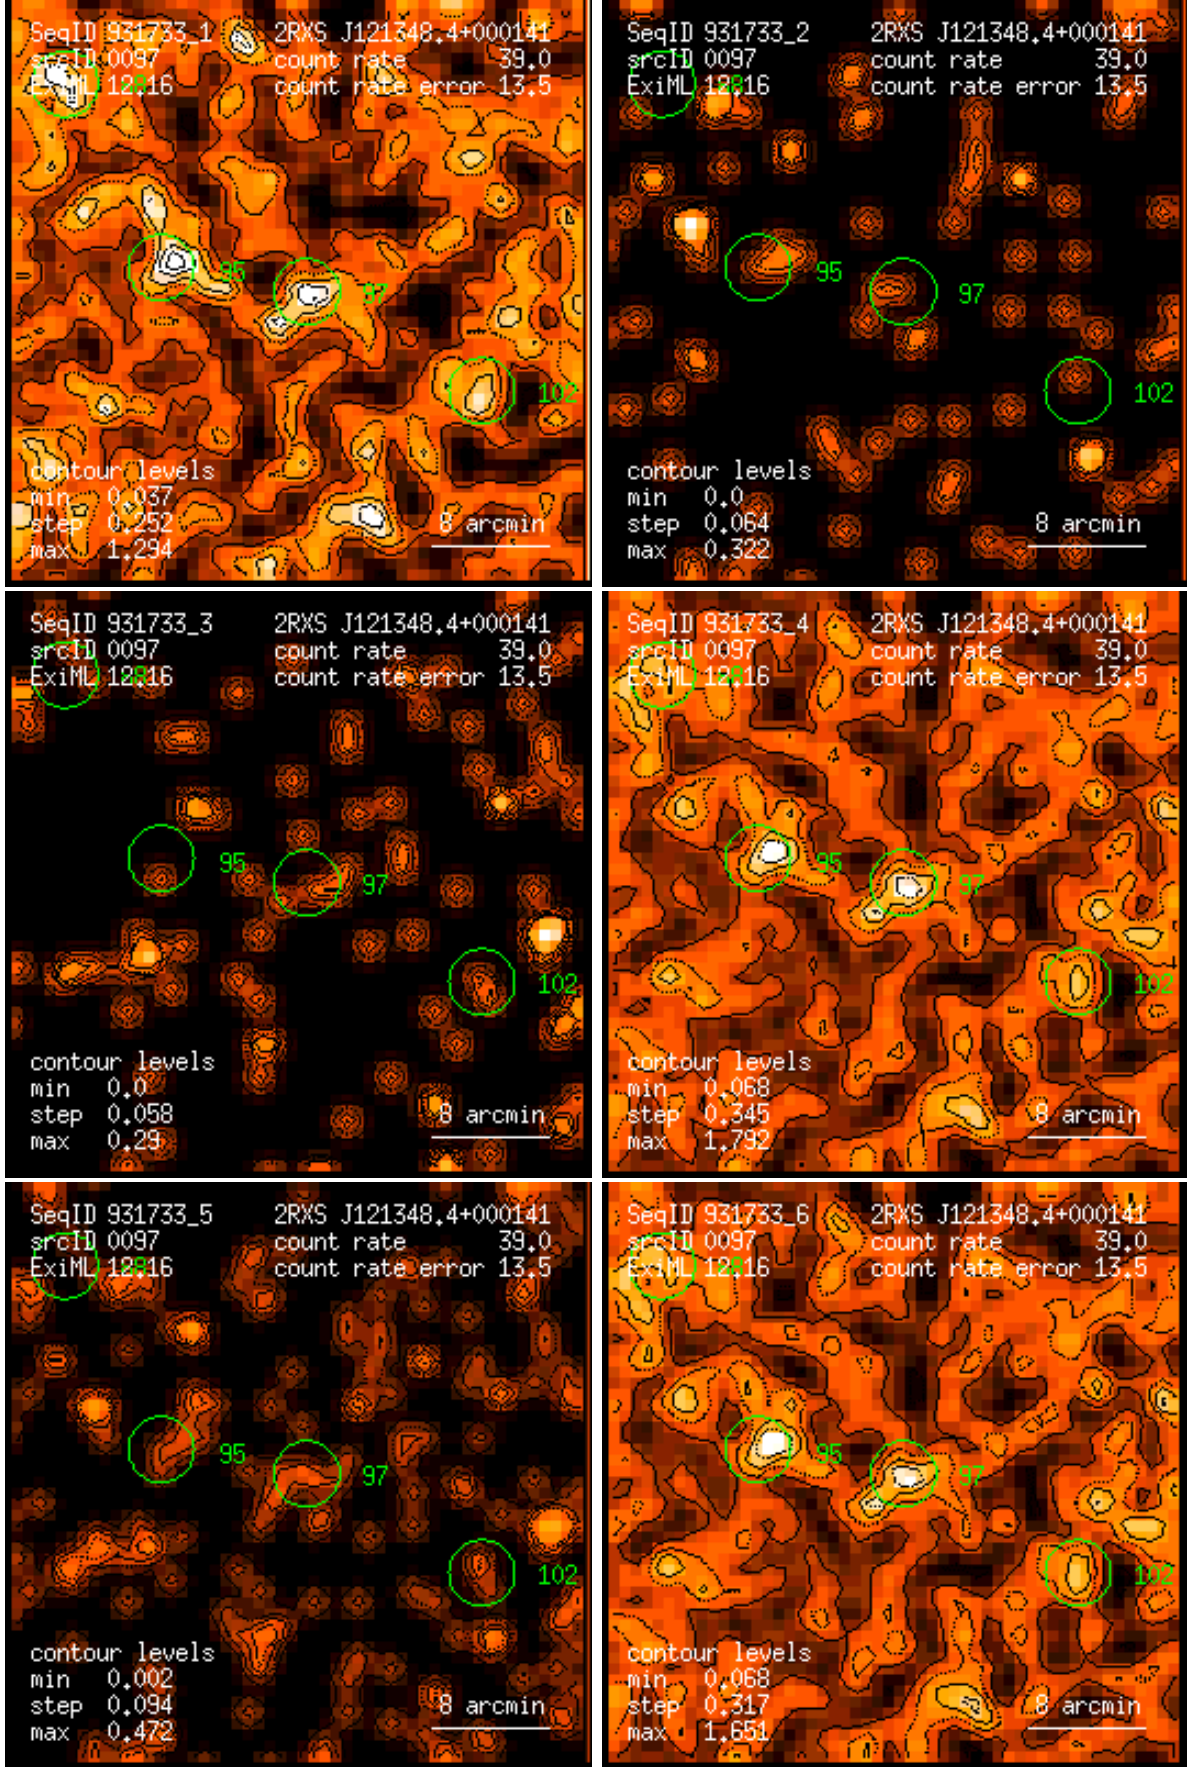 SeqID 931733_1 2RXS J121348.4+000141
srcID 0097 count rate 39.0
ExiML 12.16 count rate error 13.5
95
97
102
contour levels
min 0.037
step 0.252 8 arcmin
max 1.294
SeqID 931733_2 2RXS J121348.4+000141
srcID 0097 count rate 39.0
ExiML 12.16 count rate error 13.5
95
97
102
contour levels
min 0.0
step 0.064 8 arcmin
max 0.322
SeqID 931733_3 2RXS J121348.4+000141
srcID 0097 count rate 39.0
ExiML 12.16 count rate error 13.5
95
97
102
contour levels
min 0.0
step 0.058 8 arcmin
max 0.29
SeqID 931733_4 2RXS J121348.4+000141
srcID 0097 count rate 39.0
ExiML 12.16 count rate error 13.5
95
97
102
contour levels
min 0.068
step 0.345 8 arcmin
max 1.792
SeqID 931733_5 2RXS J121348.4+000141
srcID 0097 count rate 39.0
ExiML 12.16 count rate error 13.5
95
97
102
contour levels
min 0.002
step 0.094 8 arcmin
max 0.472
SeqID 931733_6 2RXS J121348.4+000141
srcID 0097 count rate 39.0
ExiML 12.16 count rate error 13.5
95
97
102
contour levels
min 0.068
step 0.317 8 arcmin
max 1.651